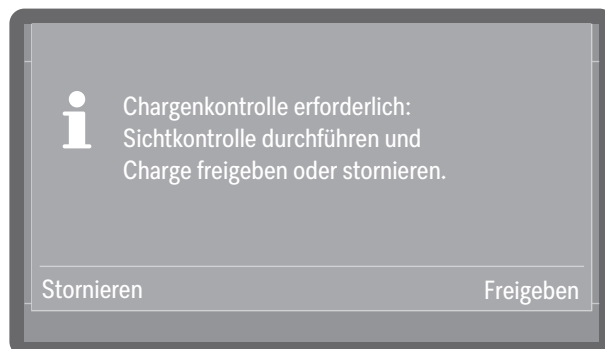 Chargenkontrolle erforderlich:
Sichtkontrolle durchführen und
Charge freigeben oder stornieren.
Stornieren
Freigeben